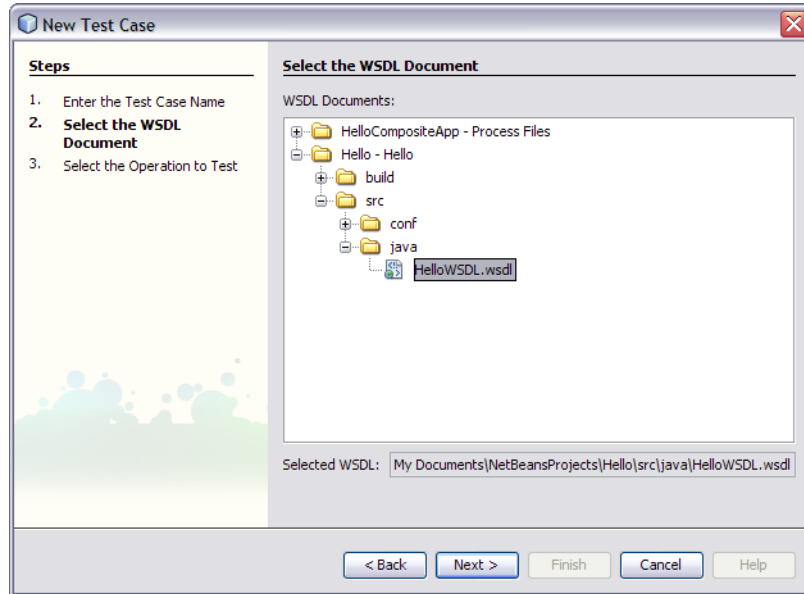 New Test Case
Steps
1. Enter the Test Case Name
2. Select the WSDL
Document
3. Select the Operation to Test
Select the WSDL Document
WSDL Documents:
HelloCompositeApp - Process Files
Hello - Hello
build
src
conf
java
HelloWSDL.wsdl
Selected WSDL: My Documents\NetBeansProjects\Hello\src\java\HelloWSDL.wsdl
< Back Next > Finish Cancel Help